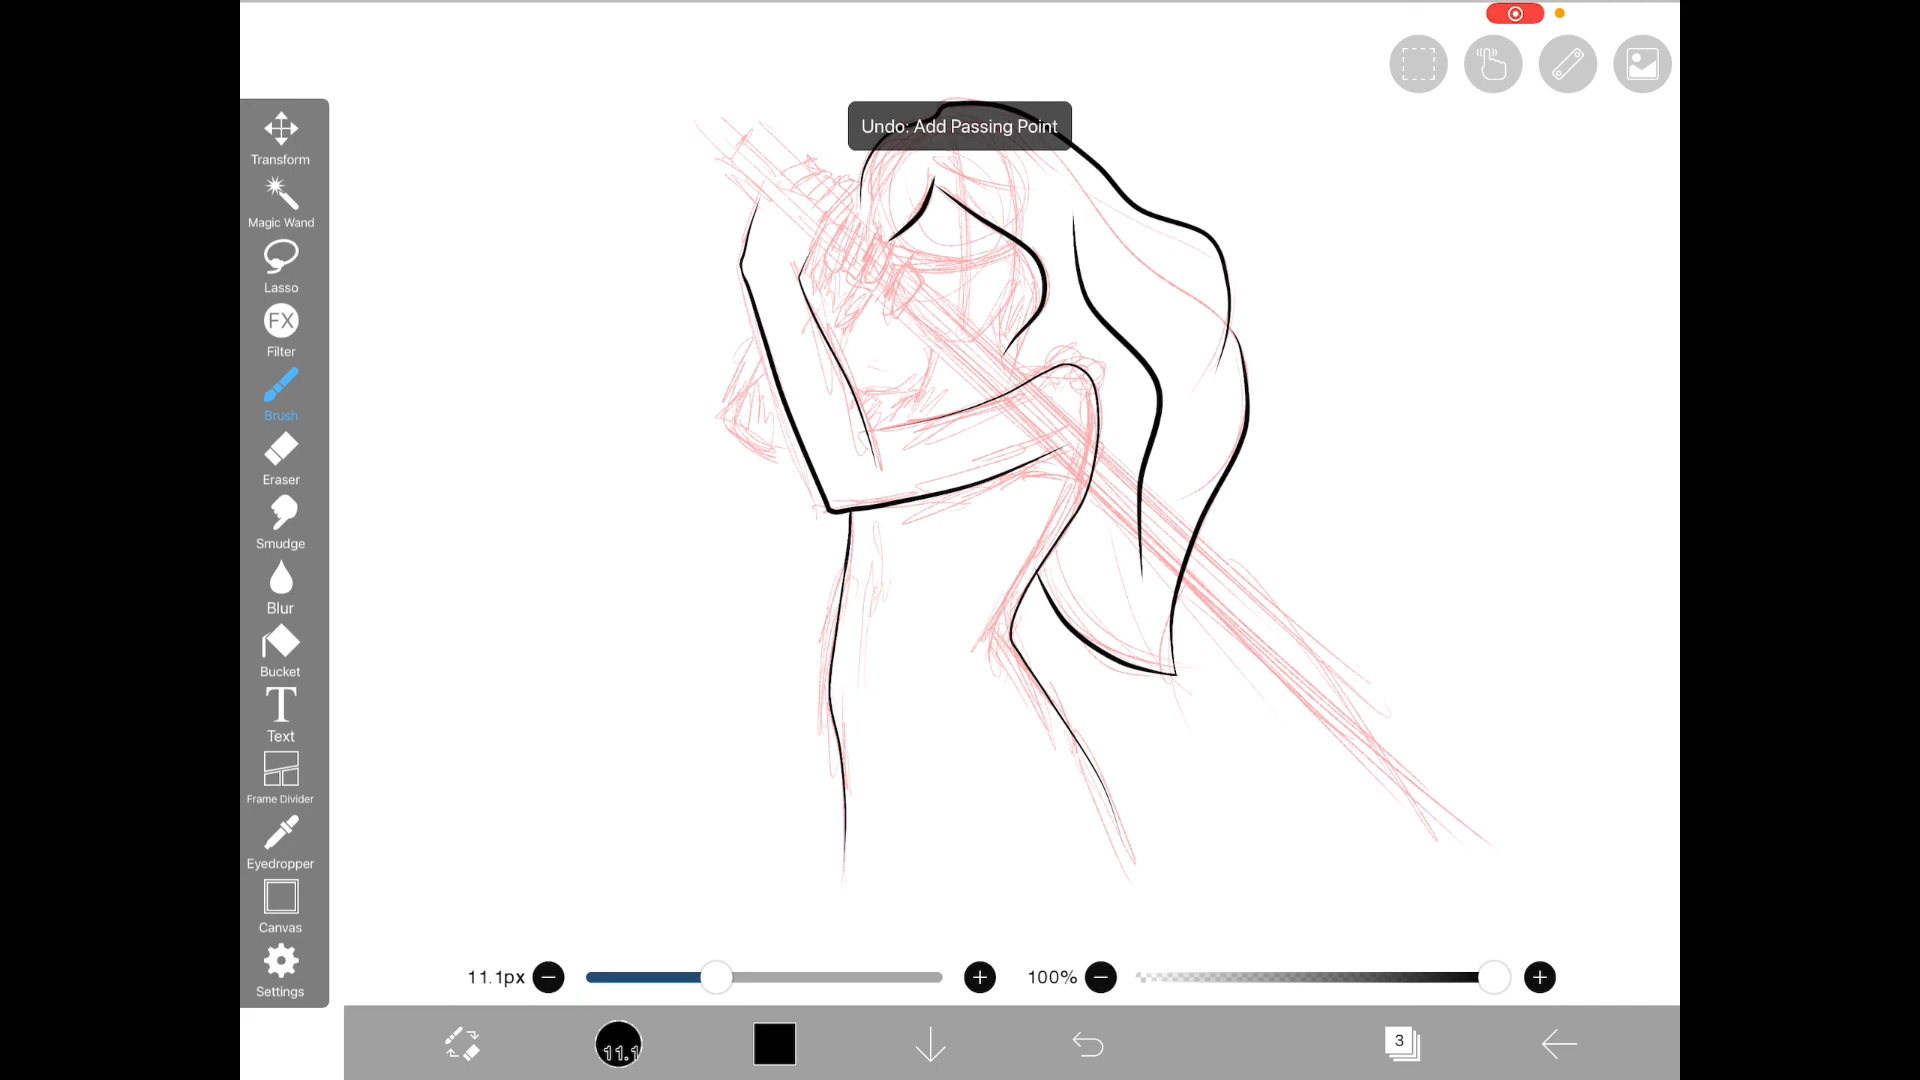 Undo: Add Passing Point
Transform
Magic Wand
Lasso
FX
Filter
Brush
Eraser
Smudge
Blur
Bucket
T
Text
Frame Divider
Eyedropper
Canvas
Settings
11.1px
100%
11.1
3